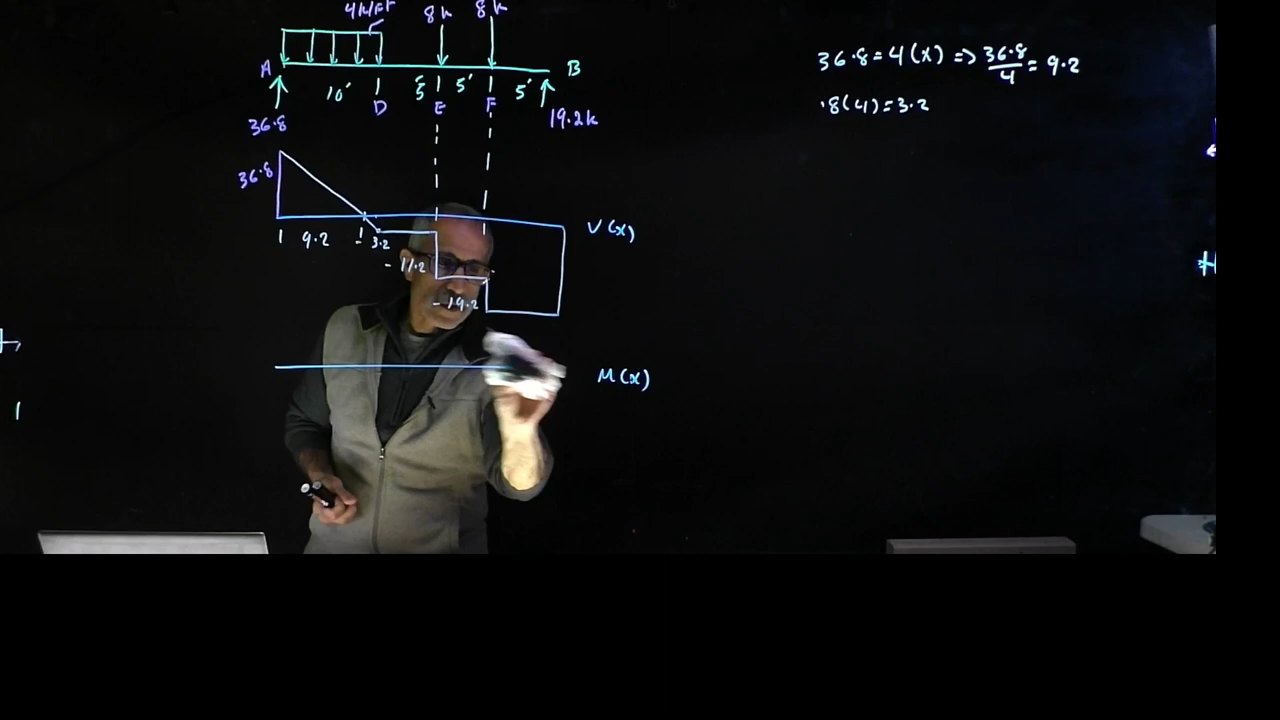 4k/FT 8k 8k
A B
10' 5 5' 5'
D E F
36.8 19.2k
36.8
V(x)
9.2 - 3.2
- 11.2
- 19.2
M(x)
36.8 = 4(x) => 36.8/4 = 9.2
.8(4) = 3.2